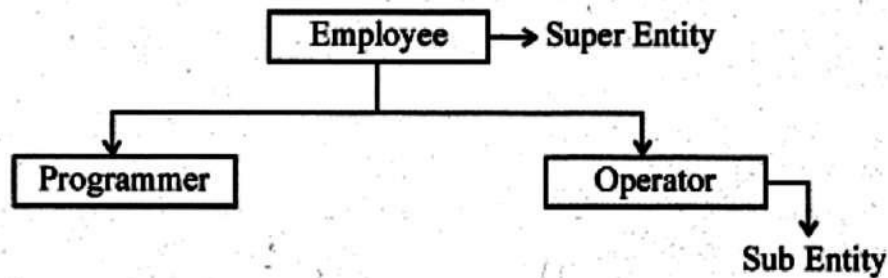 Employee
Super Entity
Programmer
Operator
Sub Entity